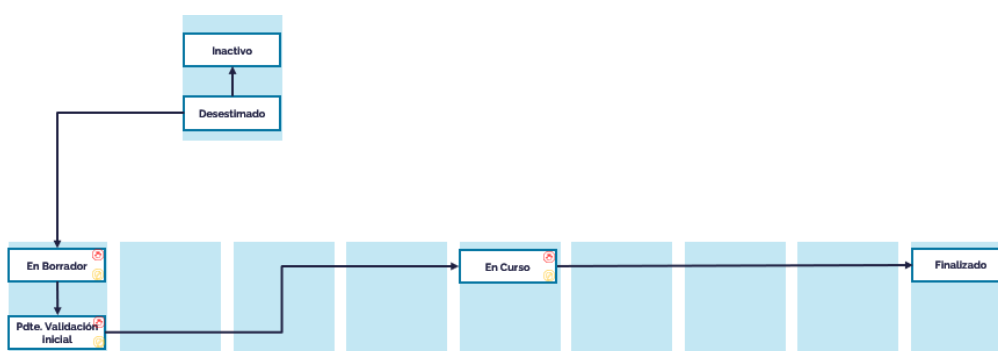 Inactivo
Desestimado
En Borrador
En Curso
Finalizado
Pdte. Validación
inicial